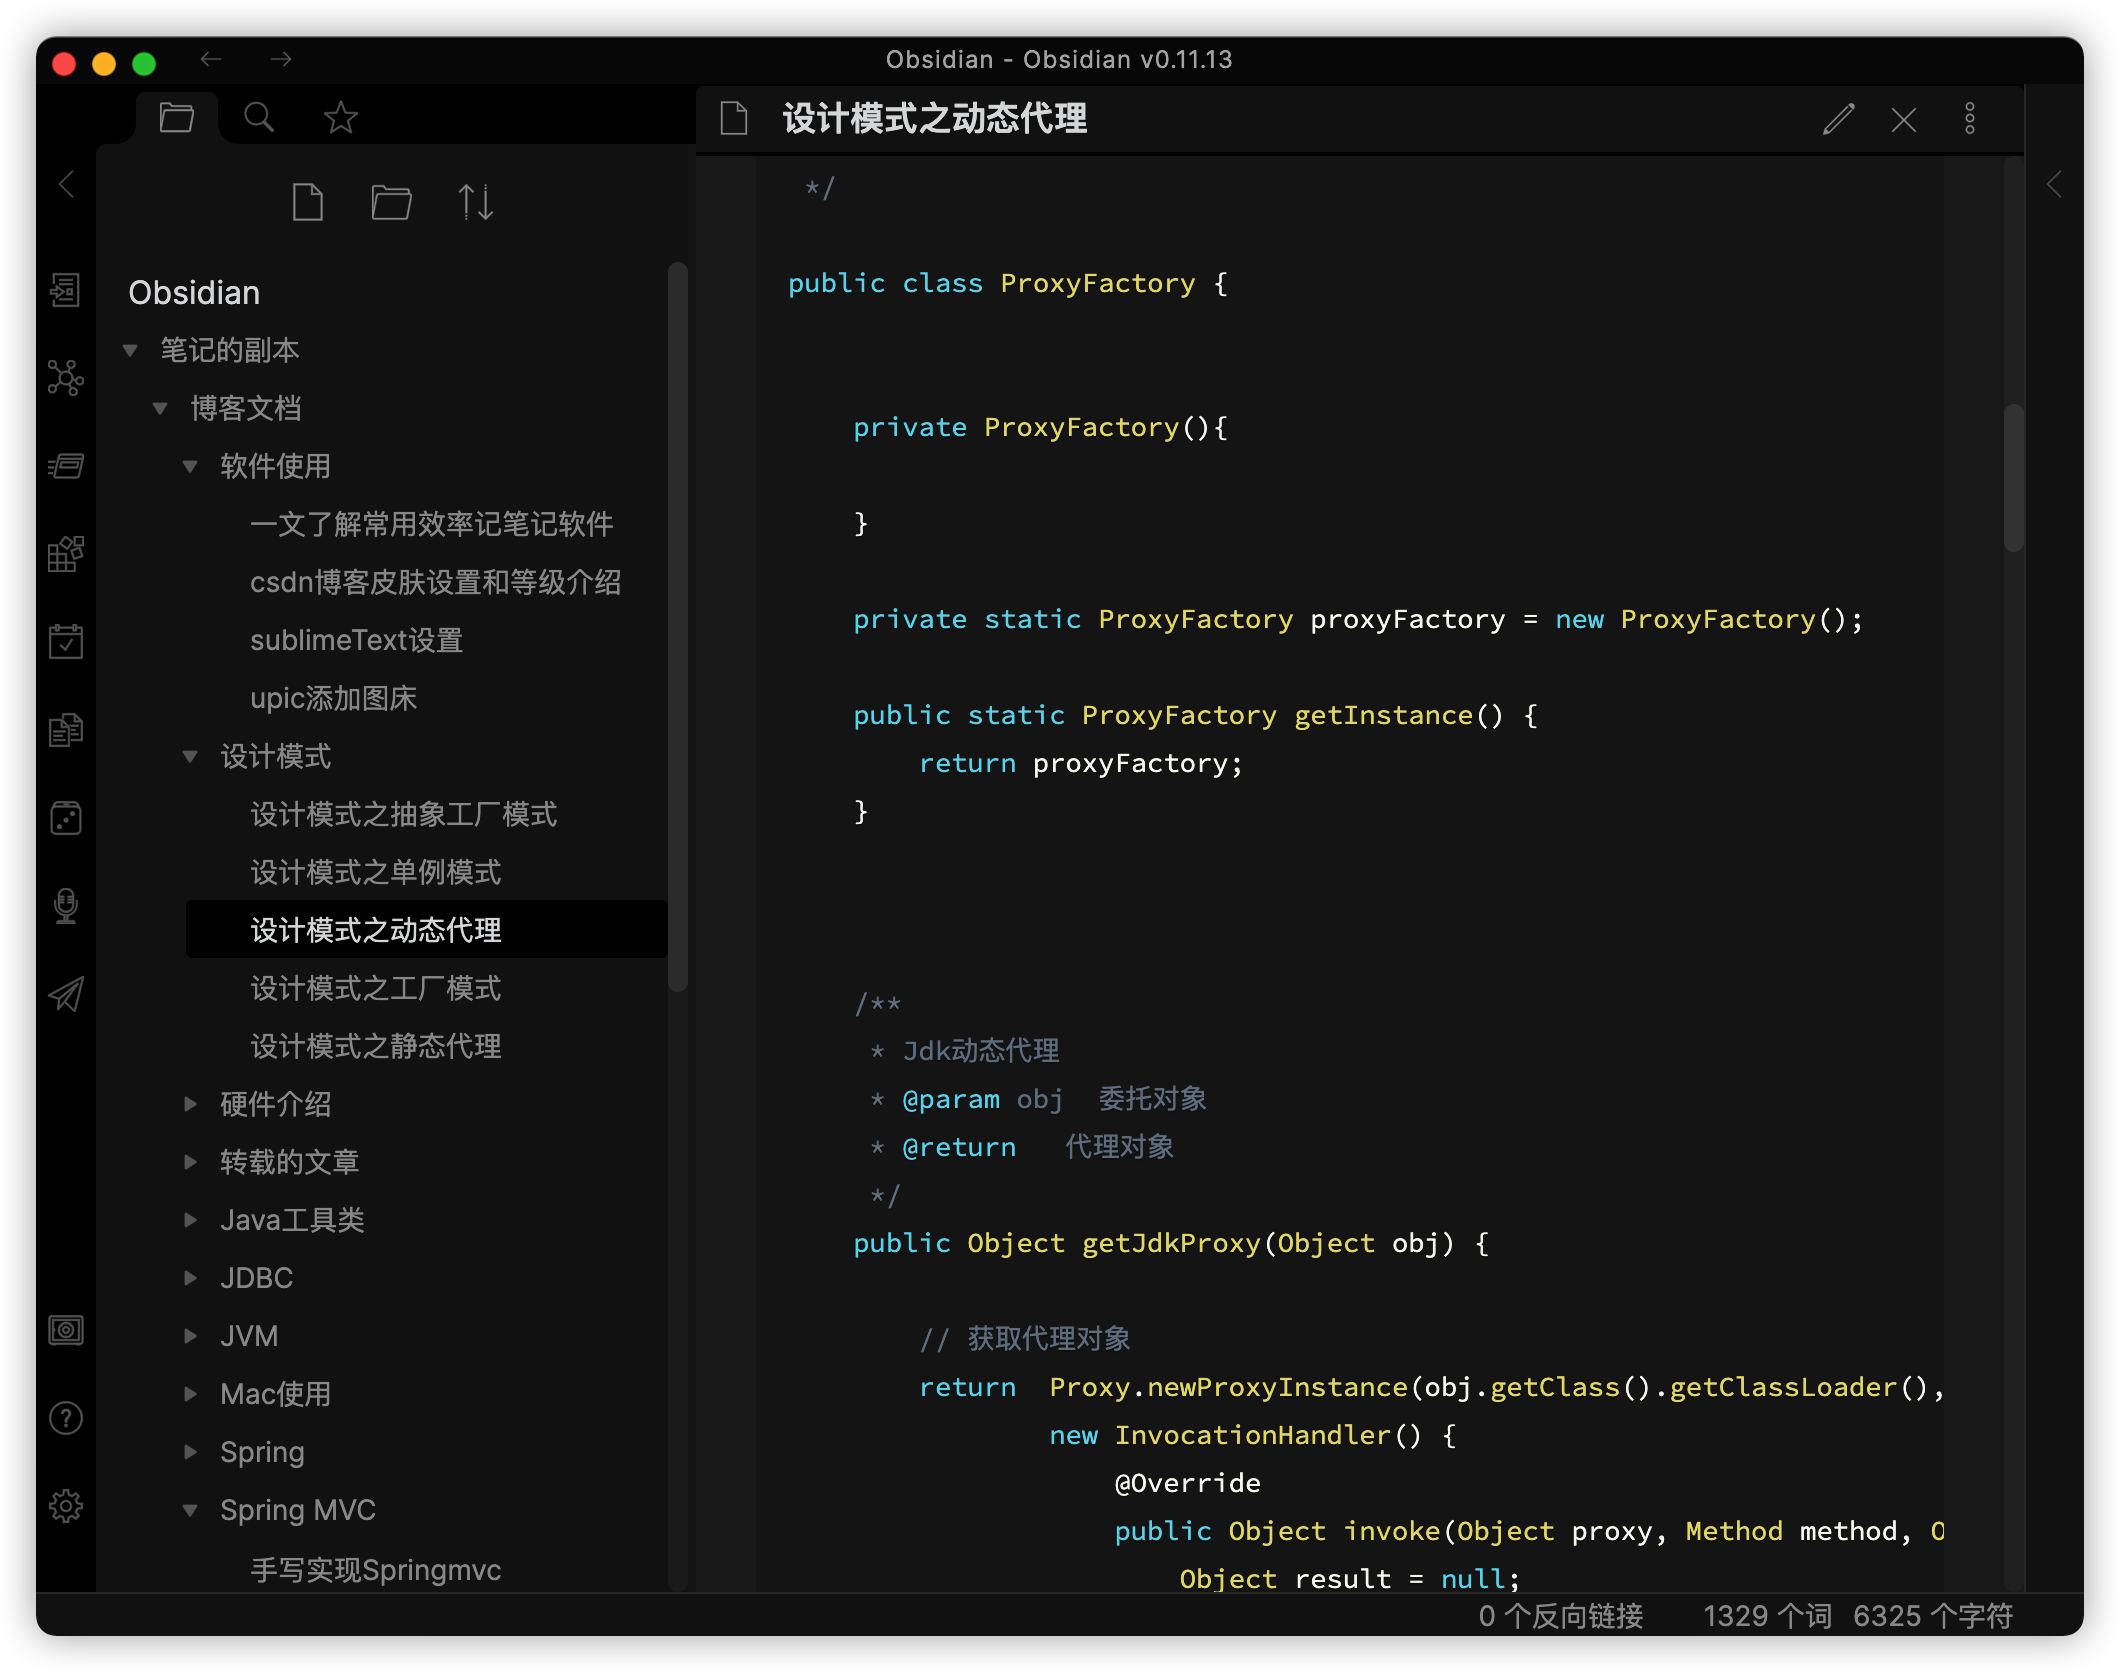 Obsidian - Obsidian v0.11.13
设计模式之动态代理
Obsidian
笔记的副本
博客文档
软件使用
一文了解常用效率记笔记软件
csdn博客皮肤设置和等级介绍
sublimeText设置
upic添加图床
设计模式
设计模式之抽象工厂模式
设计模式之单例模式
设计模式之动态代理
设计模式之工厂模式
设计模式之静态代理
硬件介绍
转载的文章
Java工具类
JDBC
JVM
Mac使用
Spring
Spring MVC
手写实现Springmvc
*/
public class ProxyFactory {
private ProxyFactory(){
}
private static ProxyFactory proxyFactory = new ProxyFactory();
public static ProxyFactory getInstance() {
return proxyFactory;
}
/**
* Jdk动态代理
* @param obj 委托对象
* @return 代理对象
*/
public Object getJdkProxy(Object obj) {
// 获取代理对象
return Proxy.newProxyInstance(obj.getClass().getClassLoader(),
new InvocationHandler() {
@Override
public Object invoke(Object proxy, Method method, O
Object result = null;
0 个反向链接 1329 个词 6325 个字符